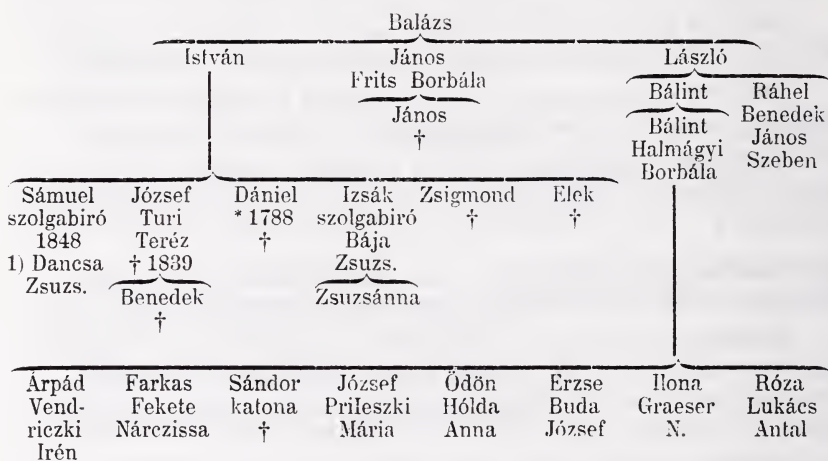 Balázs
István János László
Frits Borbála
János
†
Bálint
Bálint
Halmágyi
Borbála
Ráhel
Benedek
János
Szeben
Sámuel
szolgabiró
1848
1) Dancsa
Zsuzs.
József
Turi
Teréz
† 1839
Benedek
†
Dániel
* 1788
†
Izsák
szolgabiró
Bája
Zsuzs.
Zsuzsánna
Zsigmond
†
Elek
†
Árpád
Vend-
riczki
Irén
Farkas
Fekete
Nárczissa
Sándor
katona
†
József
Prileszki
Mária
Ödön
Hólda
Anna
Erzse
Buda
József
Ilona
Graeser
N.
Róza
Lukács
Antal